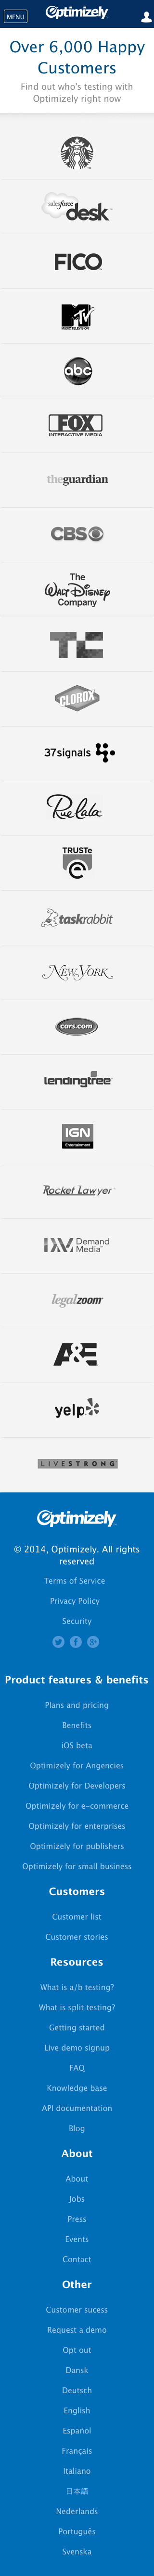 MENU
Optimizely
Over 6,000 Happy
Customers
Find out who's testing with
Optimizely right now
salesforce
desk
FICO
MTV
MUSIC TELEVISION
abc
FOX
INTERACTIVE MEDIA
theguardian
CBS
The
WALT DISNEY
Company
TC
CLOROX
37signals
Rue La La
TRUSTe
taskrabbit
NEW YORK
cars.com
lendingtree
IGN
Entertainment
Rocket Lawyer
Demand
Media
legalzoom
A&E
yelp
LIVESTRONG
Optimizely
© 2014, Optimizely. All rights
reserved
Terms of Service
Privacy Policy
Security
Product features & benefits
Plans and pricing
Benefits
iOS beta
Optimizely for Angencies
Optimizely for Developers
Optimizely for e-commerce
Optimizely for enterprises
Optimizely for publishers
Optimizely for small business
Customers
Customer list
Customer stories
Resources
What is a/b testing?
What is split testing?
Getting started
Live demo signup
FAQ
Knowledge base
API documentation
Blog
About
About
Jobs
Press
Events
Contact
Other
Customer sucess
Request a demo
Opt out
Dansk
Deutsch
English
Español
Français
Italiano
日本語
Nederlands
Português
Svenska